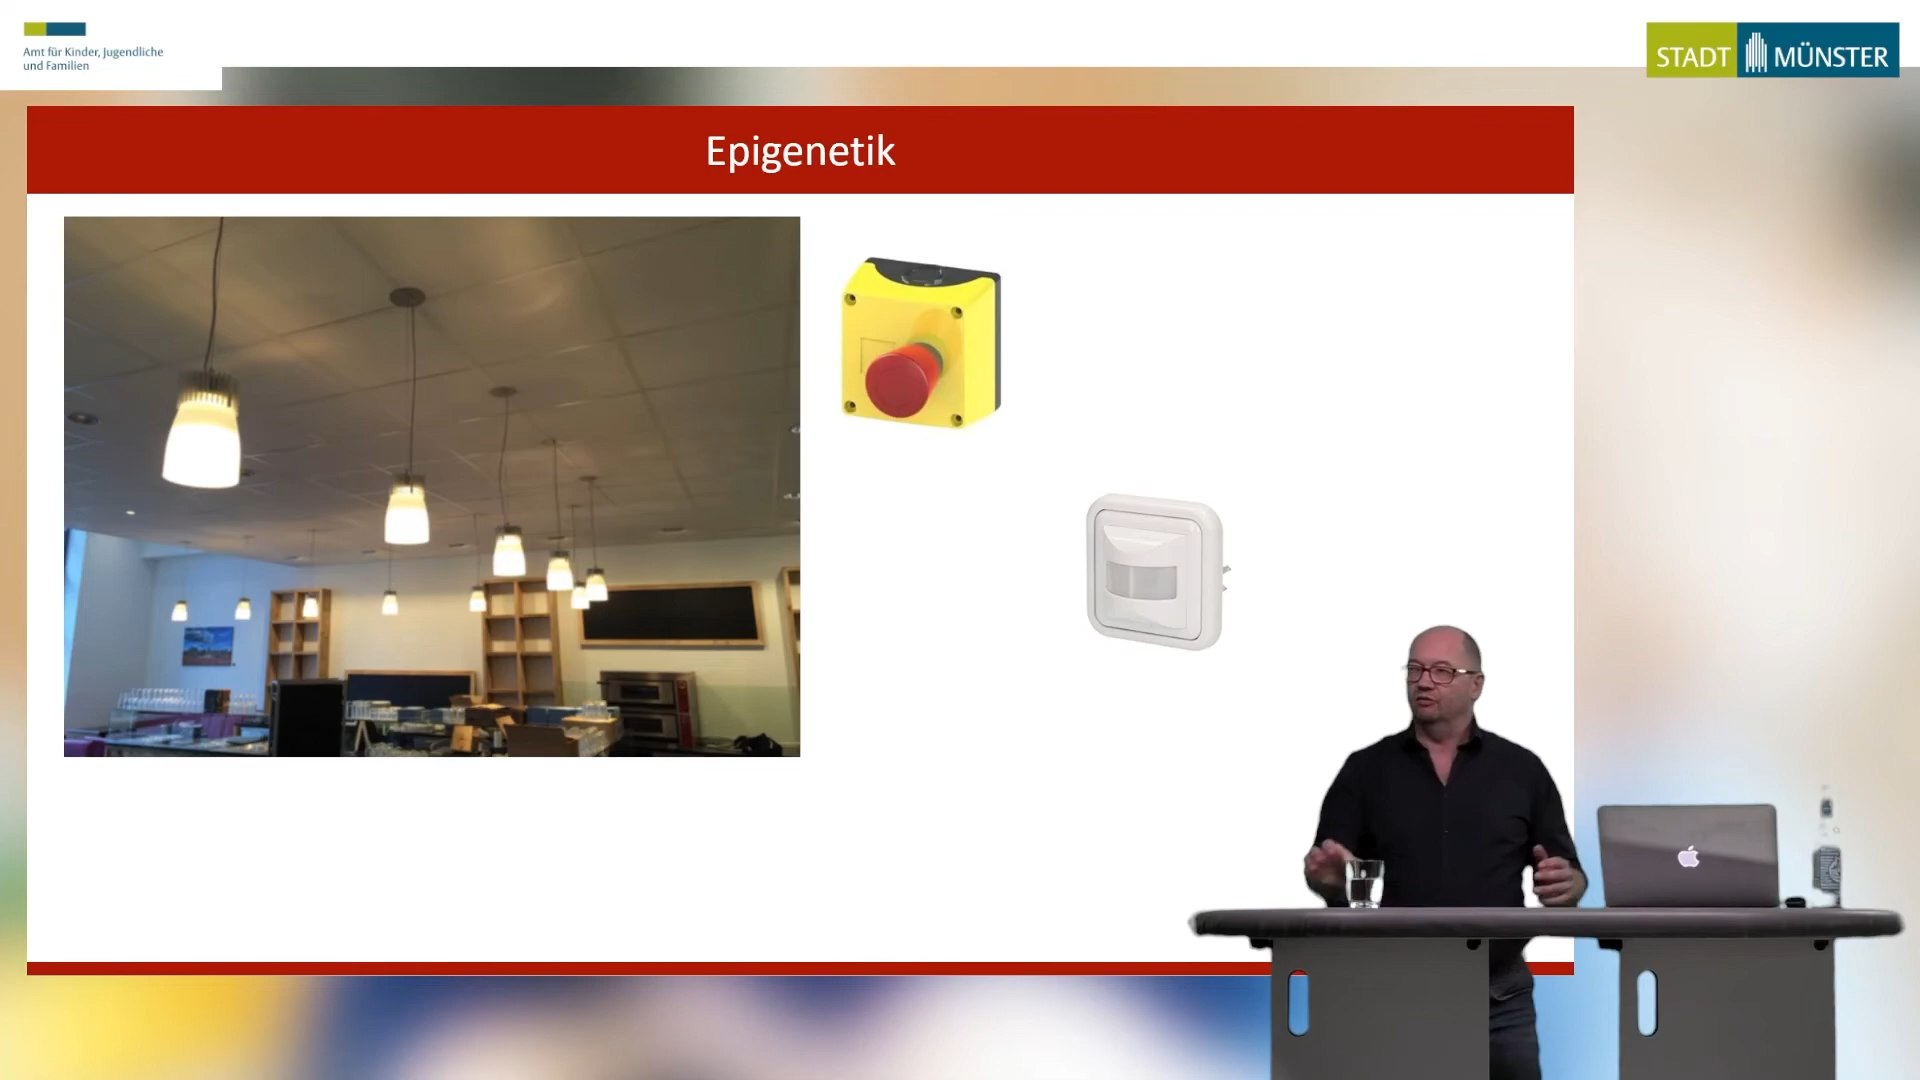 Amt für Kinder, Jugendliche
und Familien
STADT MÜNSTER
Epigenetik